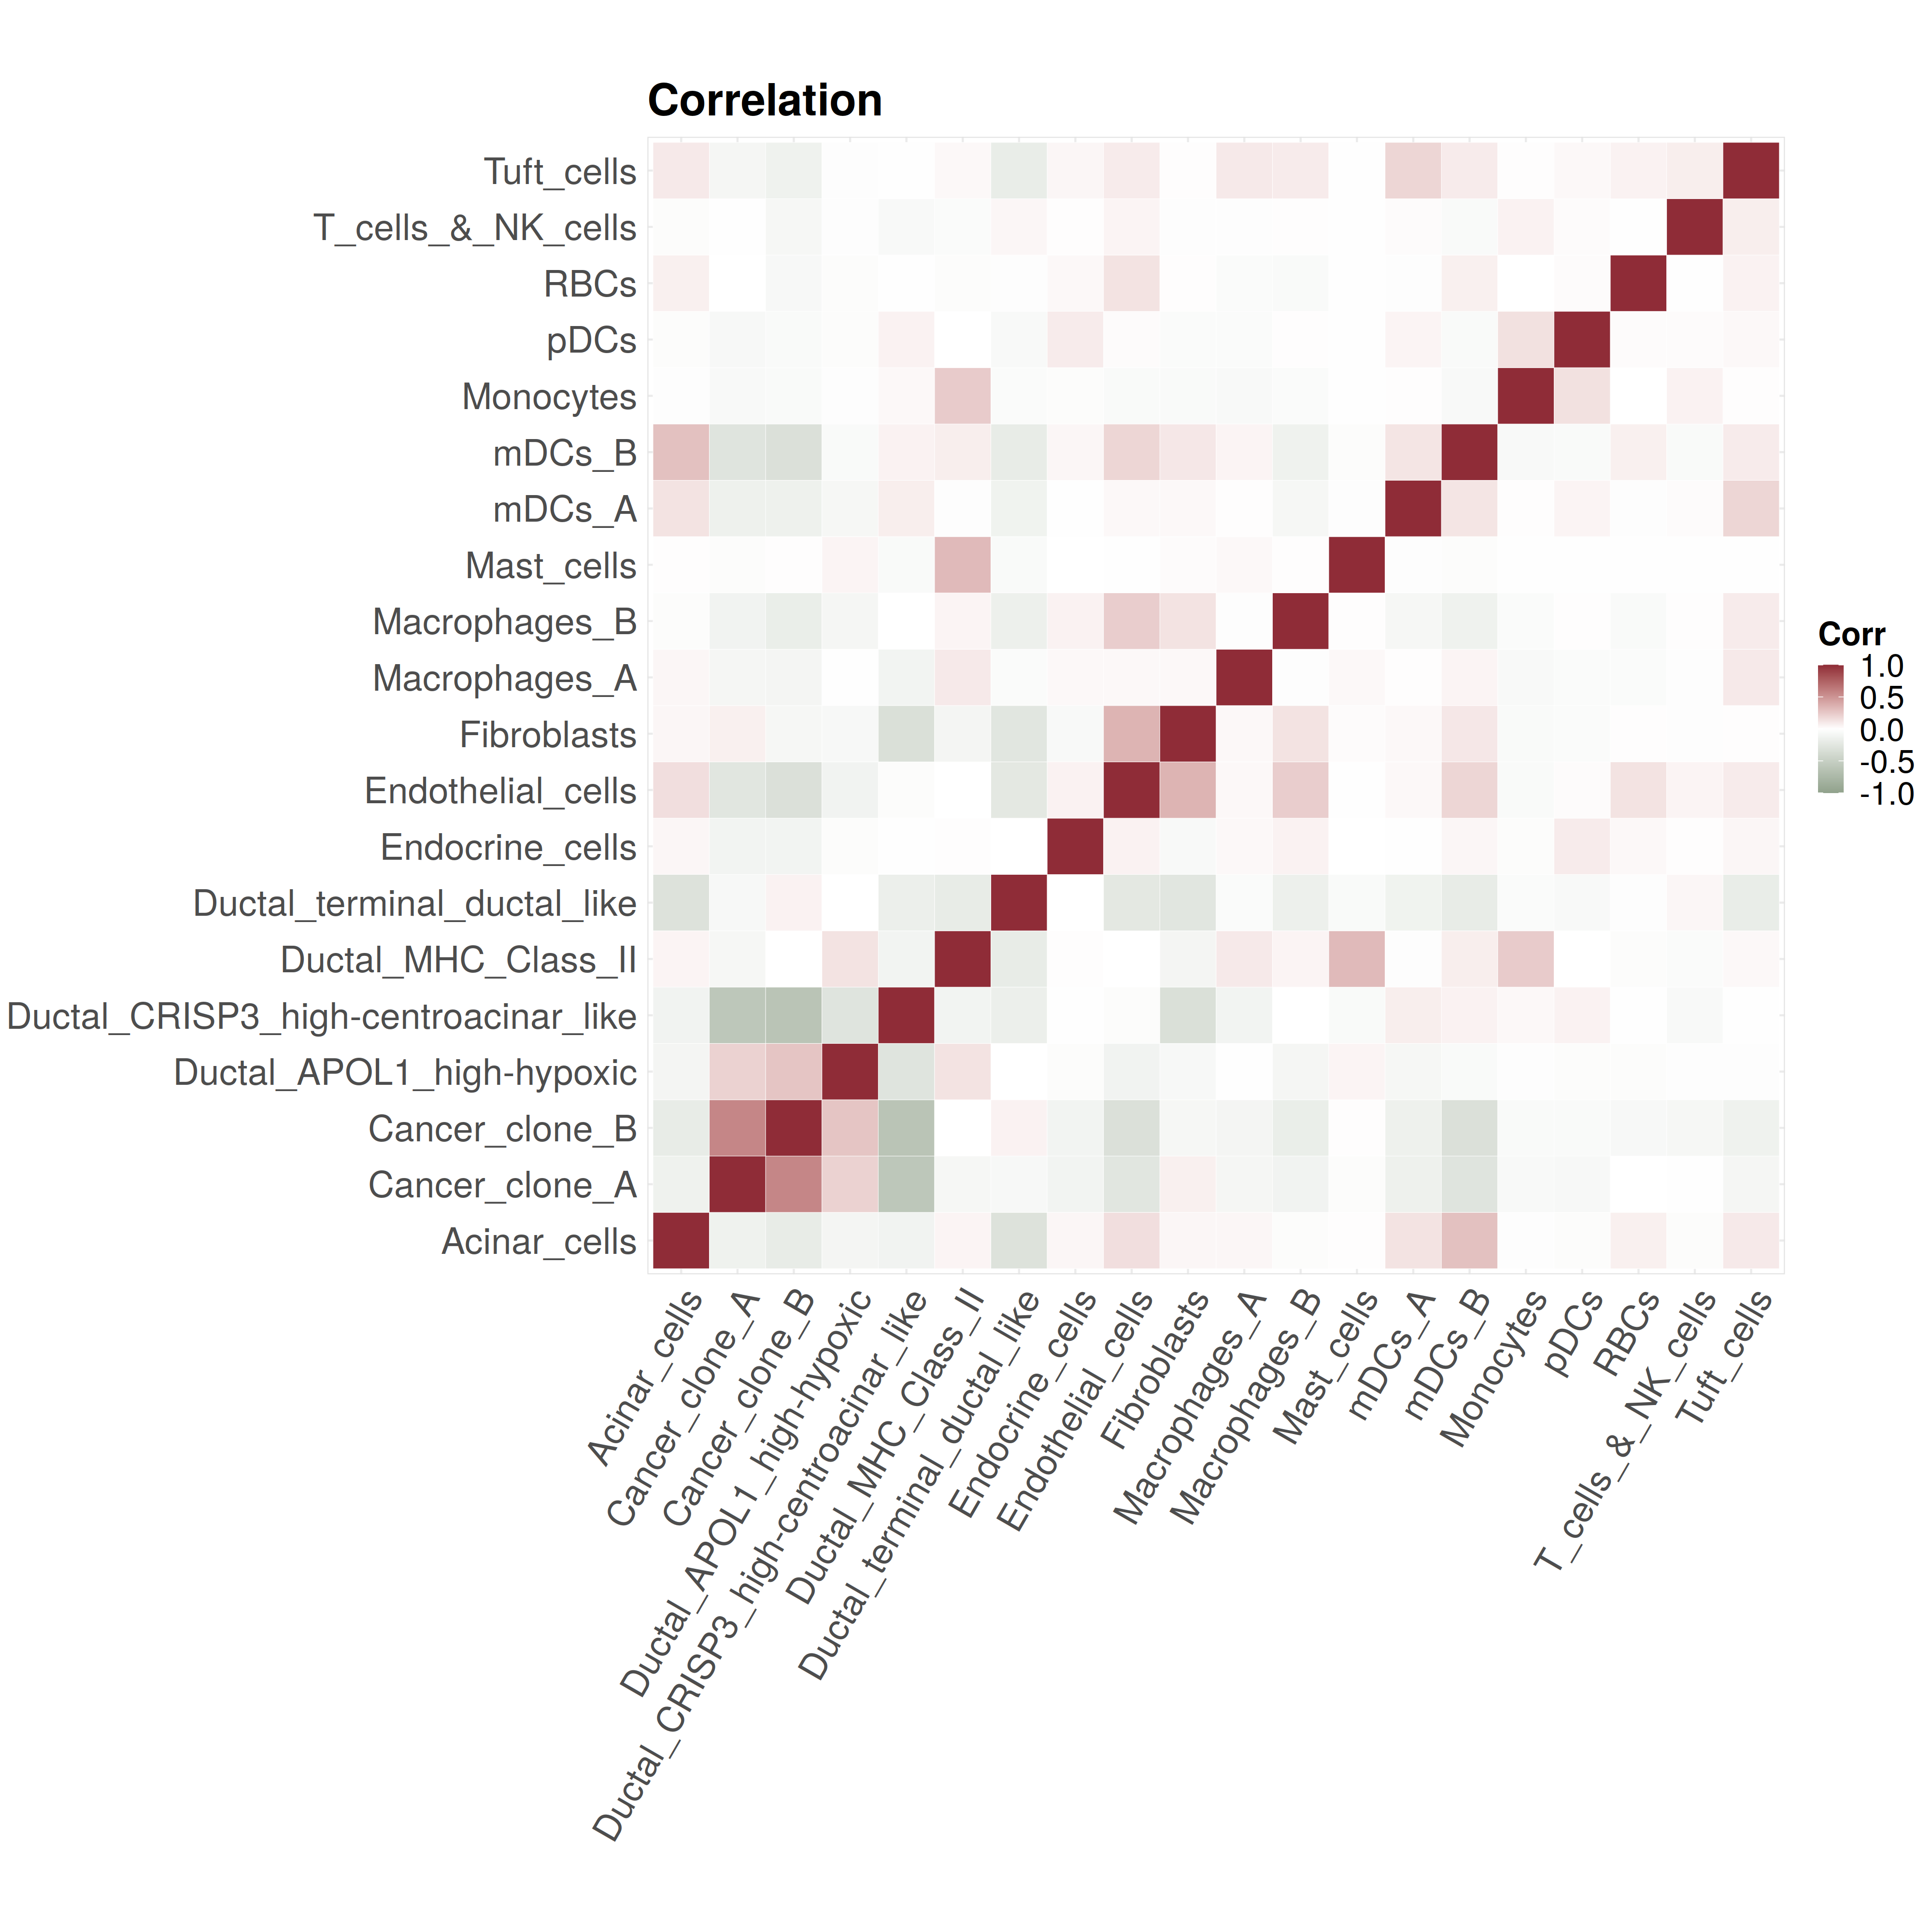 Correlation
Tuft_cells
T_cells_&_NK_cells
RBCs
pDCs
Monocytes
mDCs_B
mDCs_A
Mast_cells
Macrophages_B
Macrophages_A
Fibroblasts
Endothelial_cells
Endocrine_cells
Ductal_terminal_ductal_like
Ductal_MHC_Class_II
Ductal_CRISP3_high-centroacinar_like
Ductal_APOL1_high-hypoxic
Cancer_clone_B
Cancer_clone_A
Acinar_cells
Acinar_cells
Cancer_clone_A
Cancer_clone_B
Ductal_APOL1_high-hypoxic
Ductal_CRISP3_high-centroacinar_like
Ductal_MHC_Class_II
Ductal_terminal_ductal_like
Endocrine_cells
Endothelial_cells
Fibroblasts
Macrophages_A
Macrophages_B
Mast_cells
mDCs_A
mDCs_B
Monocytes
pDCs
RBCs
T_cells_&_NK_cells
Tuft_cells
Corr
1.0
0.5
0.0
-0.5
-1.0